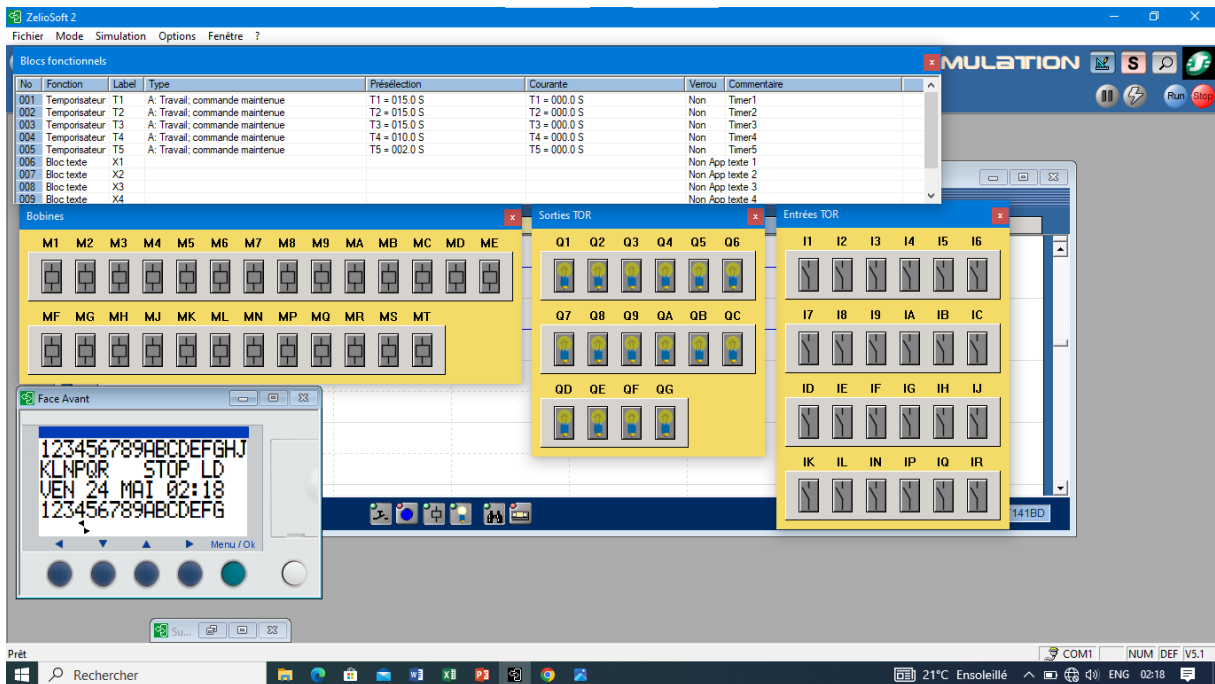 ZelioSoft 2
Fichier Mode Simulation Options Fenêtre ?
Blocs fonctionnels
No Fonction Label Type Présélection Courante Verrou Commentaire
001 Temporisateur T1 A: Travail; commande maintenue T1 = 015.0 S T1 = 000.0 S Non Timer1
002 Temporisateur T2 A: Travail; commande maintenue T2 = 015.0 S T2 = 000.0 S Non Timer2
003 Temporisateur T3 A: Travail; commande maintenue T3 = 015.0 S T3 = 000.0 S Non Timer3
004 Temporisateur T4 A: Travail; commande maintenue T4 = 010.0 S T4 = 000.0 S Non Timer4
005 Temporisateur T5 A: Travail; commande maintenue T5 = 002.0 S T5 = 000.0 S Non Timer5
006 Bloc texte X1 Non App texte 1
007 Bloc texte X2 Non App texte 2
008 Bloc texte X3 Non App texte 3
009 Bloc texte X4 Non App texte 4
MULATION S
Run Stop
Bobines
M1 M2 M3 M4 M5 M6 M7 M8 M9 MA MB MC MD ME
MF MG MH MJ MK ML MN MP MQ MR MS MT
Sorties TOR
Q1 Q2 Q3 Q4 Q5 Q6
Q7 Q8 Q9 QA QB QC
QD QE QF QG
Entrées TOR
I1 I2 I3 I4 I5 I6
I7 I8 I9 IA IB IC
ID IE IF IG IH IJ
IK IL IN IP IQ IR
Face Avant
123456789ABCDEFGHJ
KLNPQR STOP LD
VEN 24 MAI 02:18
123456789ABCDEFG
Menu / Ok
141BD
Su...
Prêt
COM1 NUM DEF V5.1
Rechercher
21°C Ensoleillé ENG 02:18